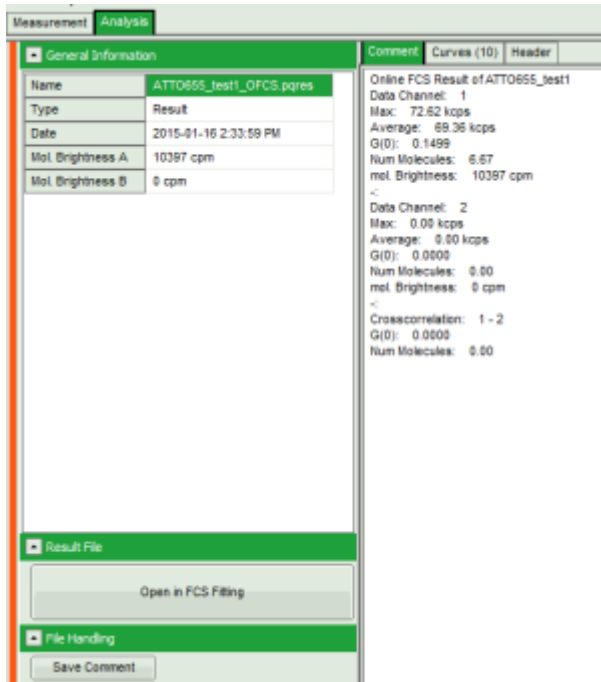 Measurement Analysis
General Information
Name ATTO655_test1_OFCS.pqres
Type Result
Date 2015-01-16 2:33:59 PM
Mol. Brightness A 10397 cpm
Mol. Brightness B 0 cpm
Result File
Open in FCS Fitting
File Handling
Save Comment
Comment Curves (10) Header
Online FCS Result of ATTO655_test1
Data Channel: 1
Max: 72.62 kcps
Average: 69.36 kcps
G(0): 0.1499
Num Molecules: 6.67
mol. Brightness: 10397 cpm
-:
Data Channel: 2
Max: 0.00 kcps
Average: 0.00 kcps
G(0): 0.0000
Num Molecules: 0.00
mol. Brightness: 0 cpm
-:
Crosscorrelation: 1 - 2
G(0): 0.0000
Num Molecules: 0.00